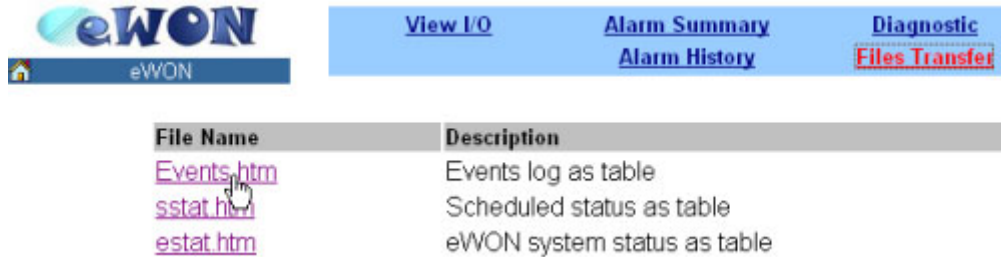 eWON
eWON
View I/O Alarm Summary Diagnostic
Alarm History Files Transfer
File Name Description
Events.htm Events log as table
sstat.htm Scheduled status as table
estat.htm eWON system status as table